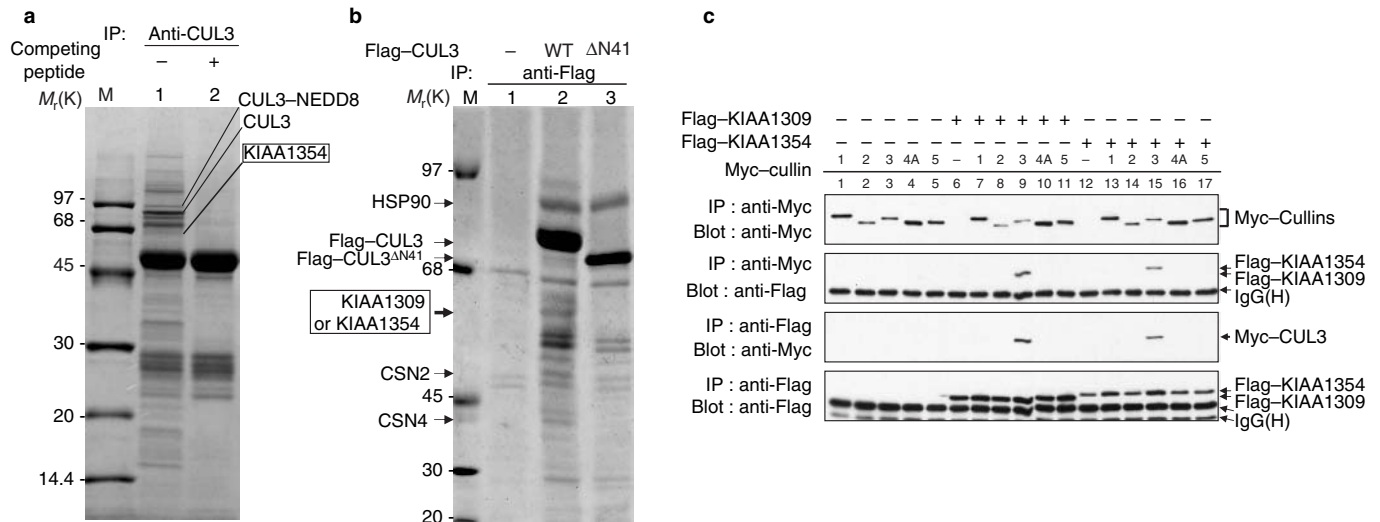 a
IP: Anti-CUL3
Competing
peptide – +
Mr(K) M 1 2
CUL3–NEDD8
CUL3
KIAA1354
97
68
45
30
20
14.4
b
Flag–CUL3 – WT ΔN41
IP: anti-Flag
Mr(K) M 1 2 3
97
HSP90
Flag–CUL3
Flag–CUL3ΔN41
68
KIAA1309
or KIAA1354
CSN2
45
CSN4
30
20
c
Flag–KIAA1309 – – – – – + + + + + + – – – – – –
Flag–KIAA1354 – – – – – – – – – – – + + + + + +
Myc–cullin 1 2 3 4A 5 – 1 2 3 4A 5 – 1 2 3 4A 5
1 2 3 4 5 6 7 8 9 10 11 12 13 14 15 16 17
IP : anti-Myc
Blot : anti-Myc
Myc–Cullins
IP : anti-Myc
Blot : anti-Flag
Flag–KIAA1354
Flag–KIAA1309
IgG(H)
IP : anti-Flag
Blot : anti-Myc
Myc–CUL3
IP : anti-Flag
Blot : anti-Flag
Flag–KIAA1354
Flag–KIAA1309
IgG(H)